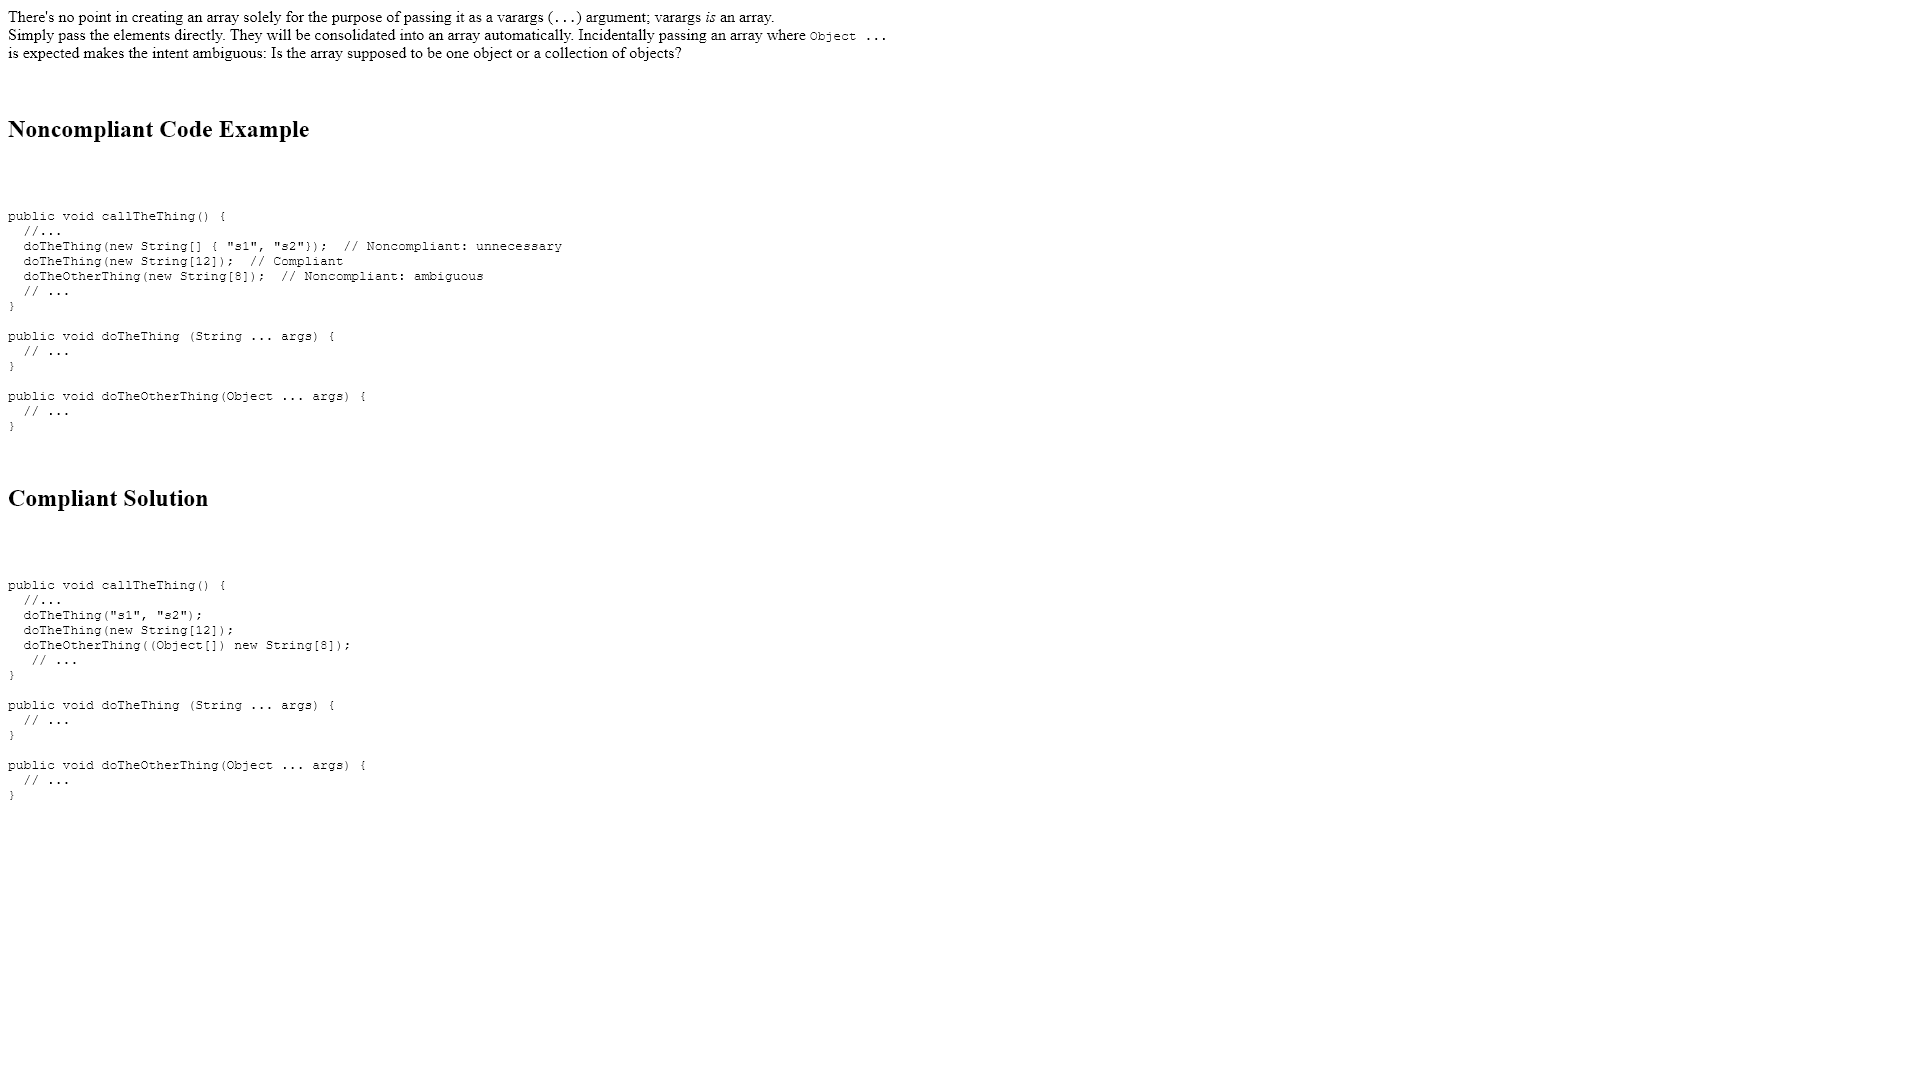 There's no point in creating an array solely for the purpose of passing it as a varargs (...) argument; varargs is an array.
Simply pass the elements directly. They will be consolidated into an array automatically. Incidentally passing an array where Object ...
is expected makes the intent ambiguous: Is the array supposed to be one object or a collection of objects?
Noncompliant Code Example
public void callTheThing() {
  //...
  doTheThing(new String[] { "s1", "s2"});  // Noncompliant: unnecessary
  doTheThing(new String[12]);  // Compliant
  doTheOtherThing(new String[8]);  // Noncompliant: ambiguous
  // ...
}
public void doTheThing (String ... args) {
  // ...
}
public void doTheOtherThing(Object ... args) {
  // ...
}
Compliant Solution
public void callTheThing() {
  //...
  doTheThing("s1", "s2");
  doTheThing(new String[12]);
  doTheOtherThing((Object[]) new String[8]);
   // ...
}
public void doTheThing (String ... args) {
  // ...
}
public void doTheOtherThing(Object ... args) {
  // ...
}